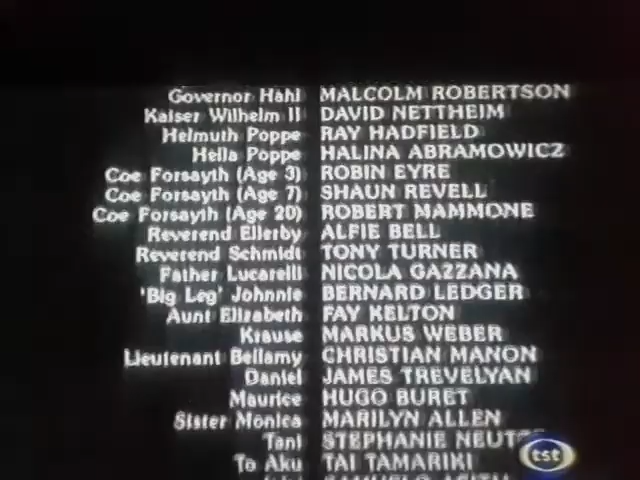 Governor Hahl MALCOLM ROBERTSON
Kaiser Wilhelm II DAVID NETTHEIM
Helmuth Poppe RAY HADFIELD
Hella Poppe HALINA ABRAMOWICZ
Coe Forsayth (Age 3) ROBIN EYRE
Coe Forsayth (Age 7) SHAUN REVELL
Coe Forsayth (Age 20) ROBERT MAMMONE
Reverend Ellerby ALFIE BELL
Reverend Schmidt TONY TURNER
Father Lucarelli NICOLA GAZZANA
'Big Leg' Johnnie BERNARD LEDGER
Aunt Elizabeth FAY KELTON
Krause MARKUS WEBER
Lieutenant Bellamy CHRISTIAN MANON
Daniel JAMES TREVELYAN
Maurice HUGO BURET
Sister Monica MARILYN ALLEN
Tani STEPHANIE
To Aku TAI TAMARIKI
tst